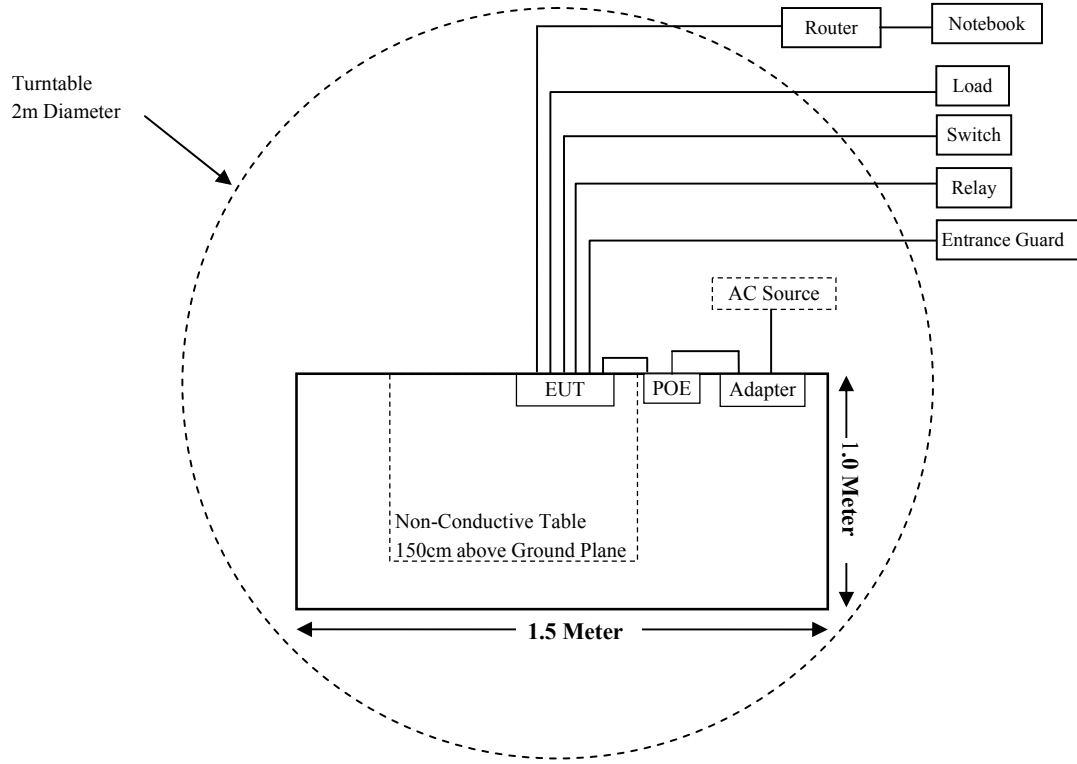 Router
Notebook
Turntable
2m Diameter
Load
Switch
Relay
Entrance Guard
AC Source
EUT
POE
Adapter
1.0 Meter
Non-Conductive Table
150cm above Ground Plane
1.5 Meter